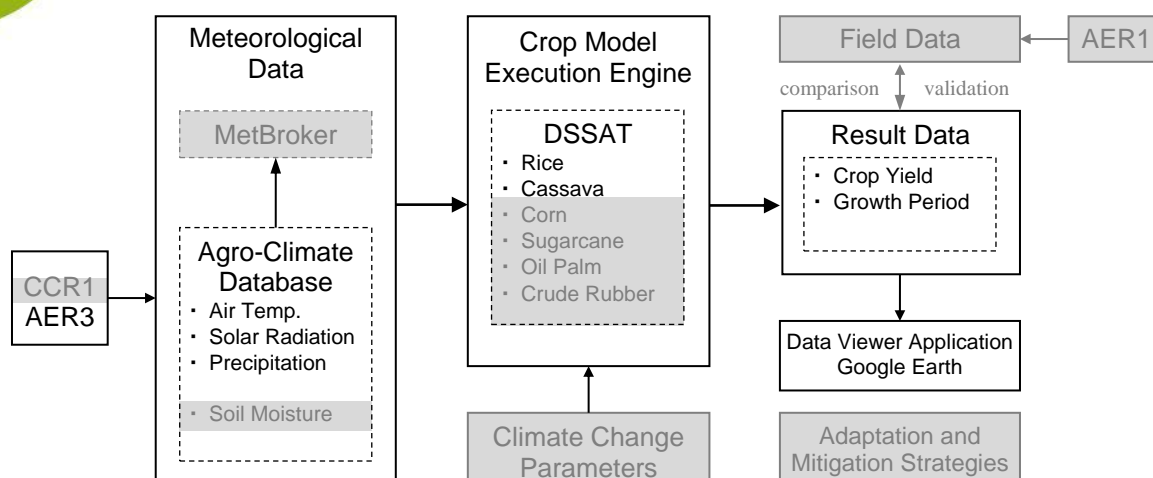 Meteorological
Data
MetBroker
Agro-Climate
Database
・ Air Temp.
・ Solar Radiation
・ Precipitation
・ Soil Moisture
CCR1
AER3
Crop Model
Execution Engine
DSSAT
・ Rice
・ Cassava
・ Corn
・ Sugarcane
・ Oil Palm
・ Crude Rubber
Climate Change
Parameters
Field Data
AER1
comparison validation
Result Data
・ Crop Yield
・ Growth Period
Data Viewer Application
Google Earth
Adaptation and
Mitigation Strategies